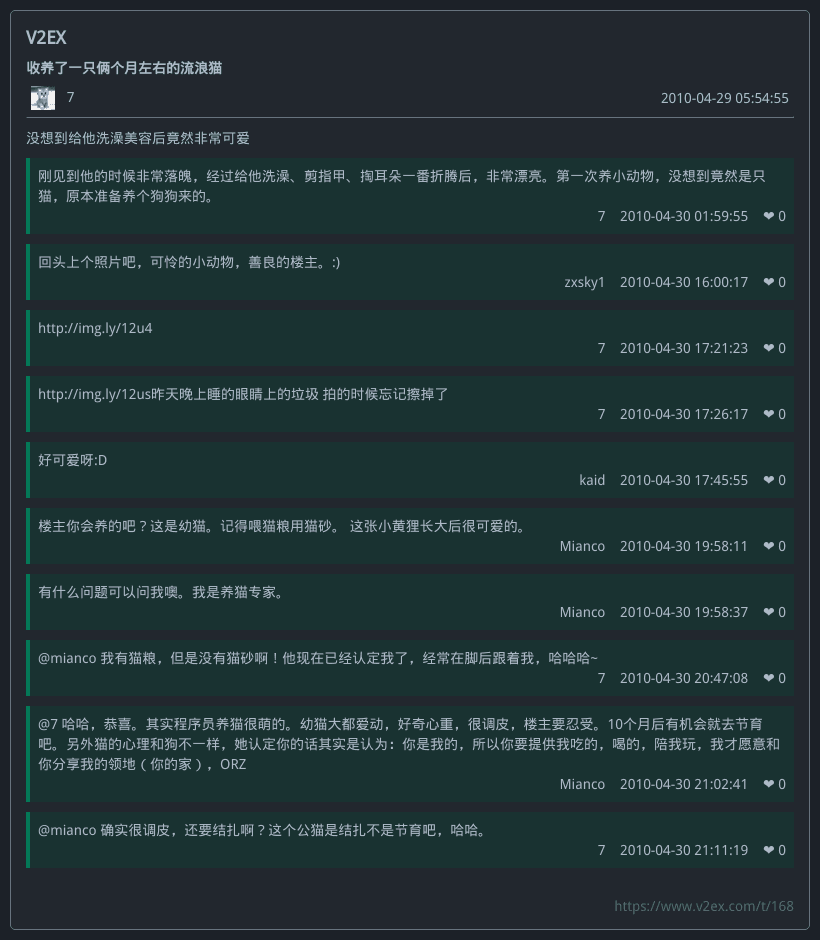 V2EX
收养了一只俩个月左右的流浪猫
7 2010-04-29 05:54:55
没想到给他洗澡美容后竟然非常可爱
刚见到他的时候非常落魄，经过给他洗澡、剪指甲、掏耳朵一番折腾后，非常漂亮。第一次养小动物，没想到竟然是只
猫，原本准备养个狗狗来的。
7 2010-04-30 01:59:55 ❤ 0
回头上个照片吧，可怜的小动物，善良的楼主。:)
zxsky1 2010-04-30 16:00:17 ❤ 0
http://img.ly/12u4
7 2010-04-30 17:21:23 ❤ 0
http://img.ly/12us昨天晚上睡的眼睛上的垃圾 拍的时候忘记擦掉了
7 2010-04-30 17:26:17 ❤ 0
好可爱呀:D
kaid 2010-04-30 17:45:55 ❤ 0
楼主你会养的吧？这是幼猫。记得喂猫粮用猫砂。 这张小黄狸长大后很可爱的。
Mianco 2010-04-30 19:58:11 ❤ 0
有什么问题可以问我噢。我是养猫专家。
Mianco 2010-04-30 19:58:37 ❤ 0
@mianco 我有猫粮，但是没有猫砂啊！他现在已经认定我了，经常在脚后跟着我，哈哈哈~
7 2010-04-30 20:47:08 ❤ 0
@7 哈哈，恭喜。其实程序员养猫很萌的。幼猫大都爱动，好奇心重，很调皮，楼主要忍受。10个月后有机会就去节育
吧。另外猫的心理和狗不一样，她认定你的话其实是认为：你是我的，所以你要提供我吃的，喝的，陪我玩，我才愿意和
你分享我的领地（你的家），ORZ
Mianco 2010-04-30 21:02:41 ❤ 0
@mianco 确实很调皮，还要结扎啊？这个公猫是结扎不是节育吧，哈哈。
7 2010-04-30 21:11:19 ❤ 0
https://www.v2ex.com/t/168